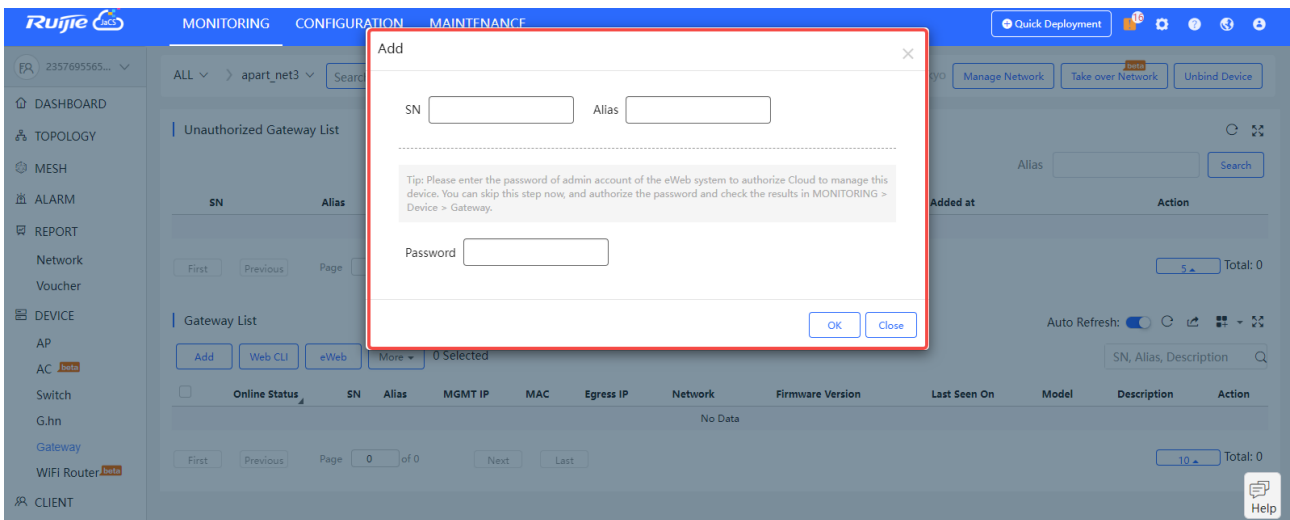 Ruijie JaCS MONITORING CONFIGURATION MAINTENANCE Quick Deployment 16
2357695565...
ALL apart_net3 Search Manage Network Take over Network beta Unbind Device
DASHBOARD
TOPOLOGY
MESH
ALARM
REPORT
Network
Voucher
DEVICE
AP
AC beta
Switch
G.hn
Gateway
WiFi Router beta
CLIENT
Add
SN Alias
Tip: Please enter the password of admin account of the eWeb system to authorize Cloud to manage this
device. You can skip this step now, and authorize the password and check the results in MONITORING >
Device > Gateway.
Password
OK Close
Unauthorized Gateway List
Alias Search
SN Alias Added at Action
First Previous Page 5 Total: 0
Gateway List Auto Refresh:
Add Web CLI eWeb More 0 Selected SN, Alias, Description
Online Status SN Alias MGMT IP MAC Egress IP Network Firmware Version Last Seen On Model Description Action
No Data
First Previous Page 0 of 0 Next Last 10 Total: 0
Help